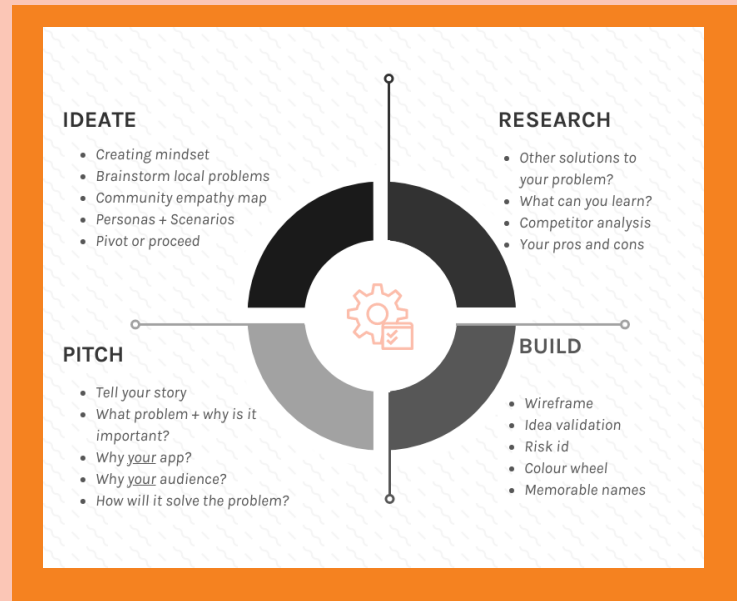 IDEATE
Creating mindset
Brainstorm local problems
Community empathy map
Personas + Scenarios
Pivot or proceed
RESEARCH
Other solutions to
your problem?
What can you learn?
Competitor analysis
Your pros and cons
PITCH
Tell your story
What problem + why is it
important?
Why your app?
Why your audience?
How will it solve the problem?
BUILD
Wireframe
Idea validation
Risk id
Colour wheel
Memorable names